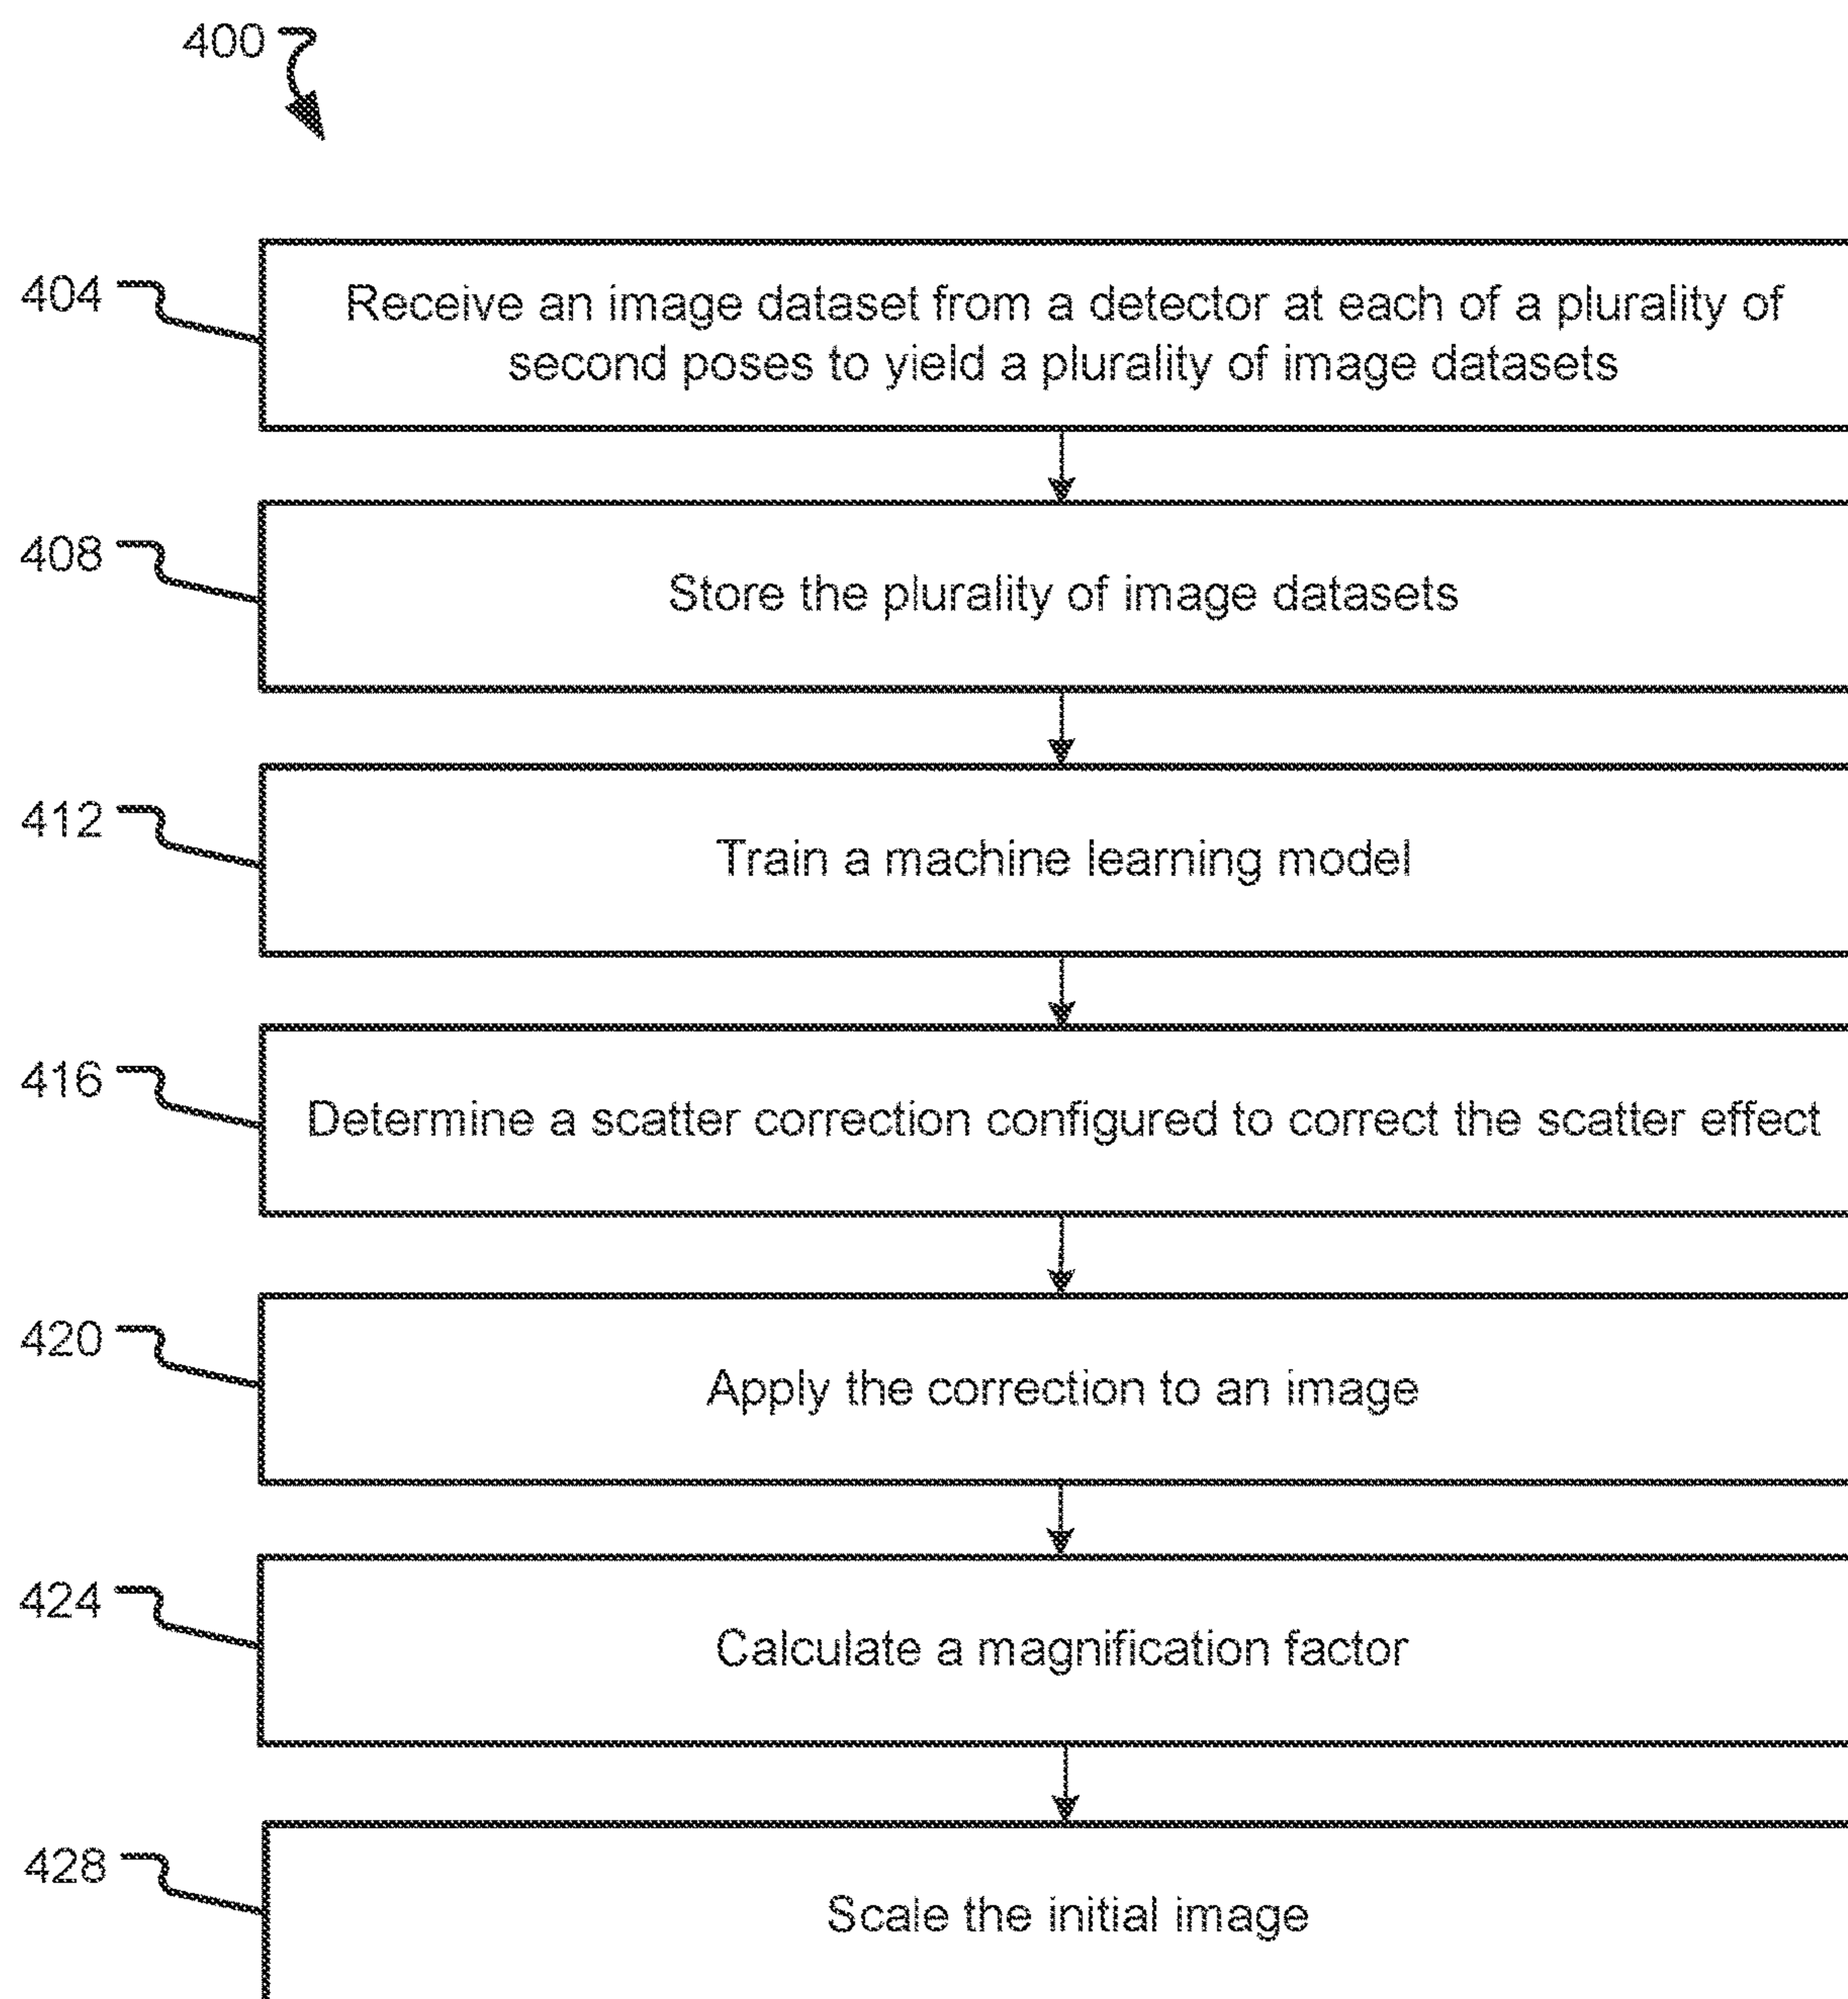 400
404
Receive an image dataset from a detector at each of a plurality of
second poses to yield a plurality of image datasets
408
Store the plurality of image datasets
412
Train a machine learning model
416
Determine a scatter correction configured to correct the scatter effect
420
Apply the correction to an image
424
Calculate a magnification factor
428
Scale the initial image